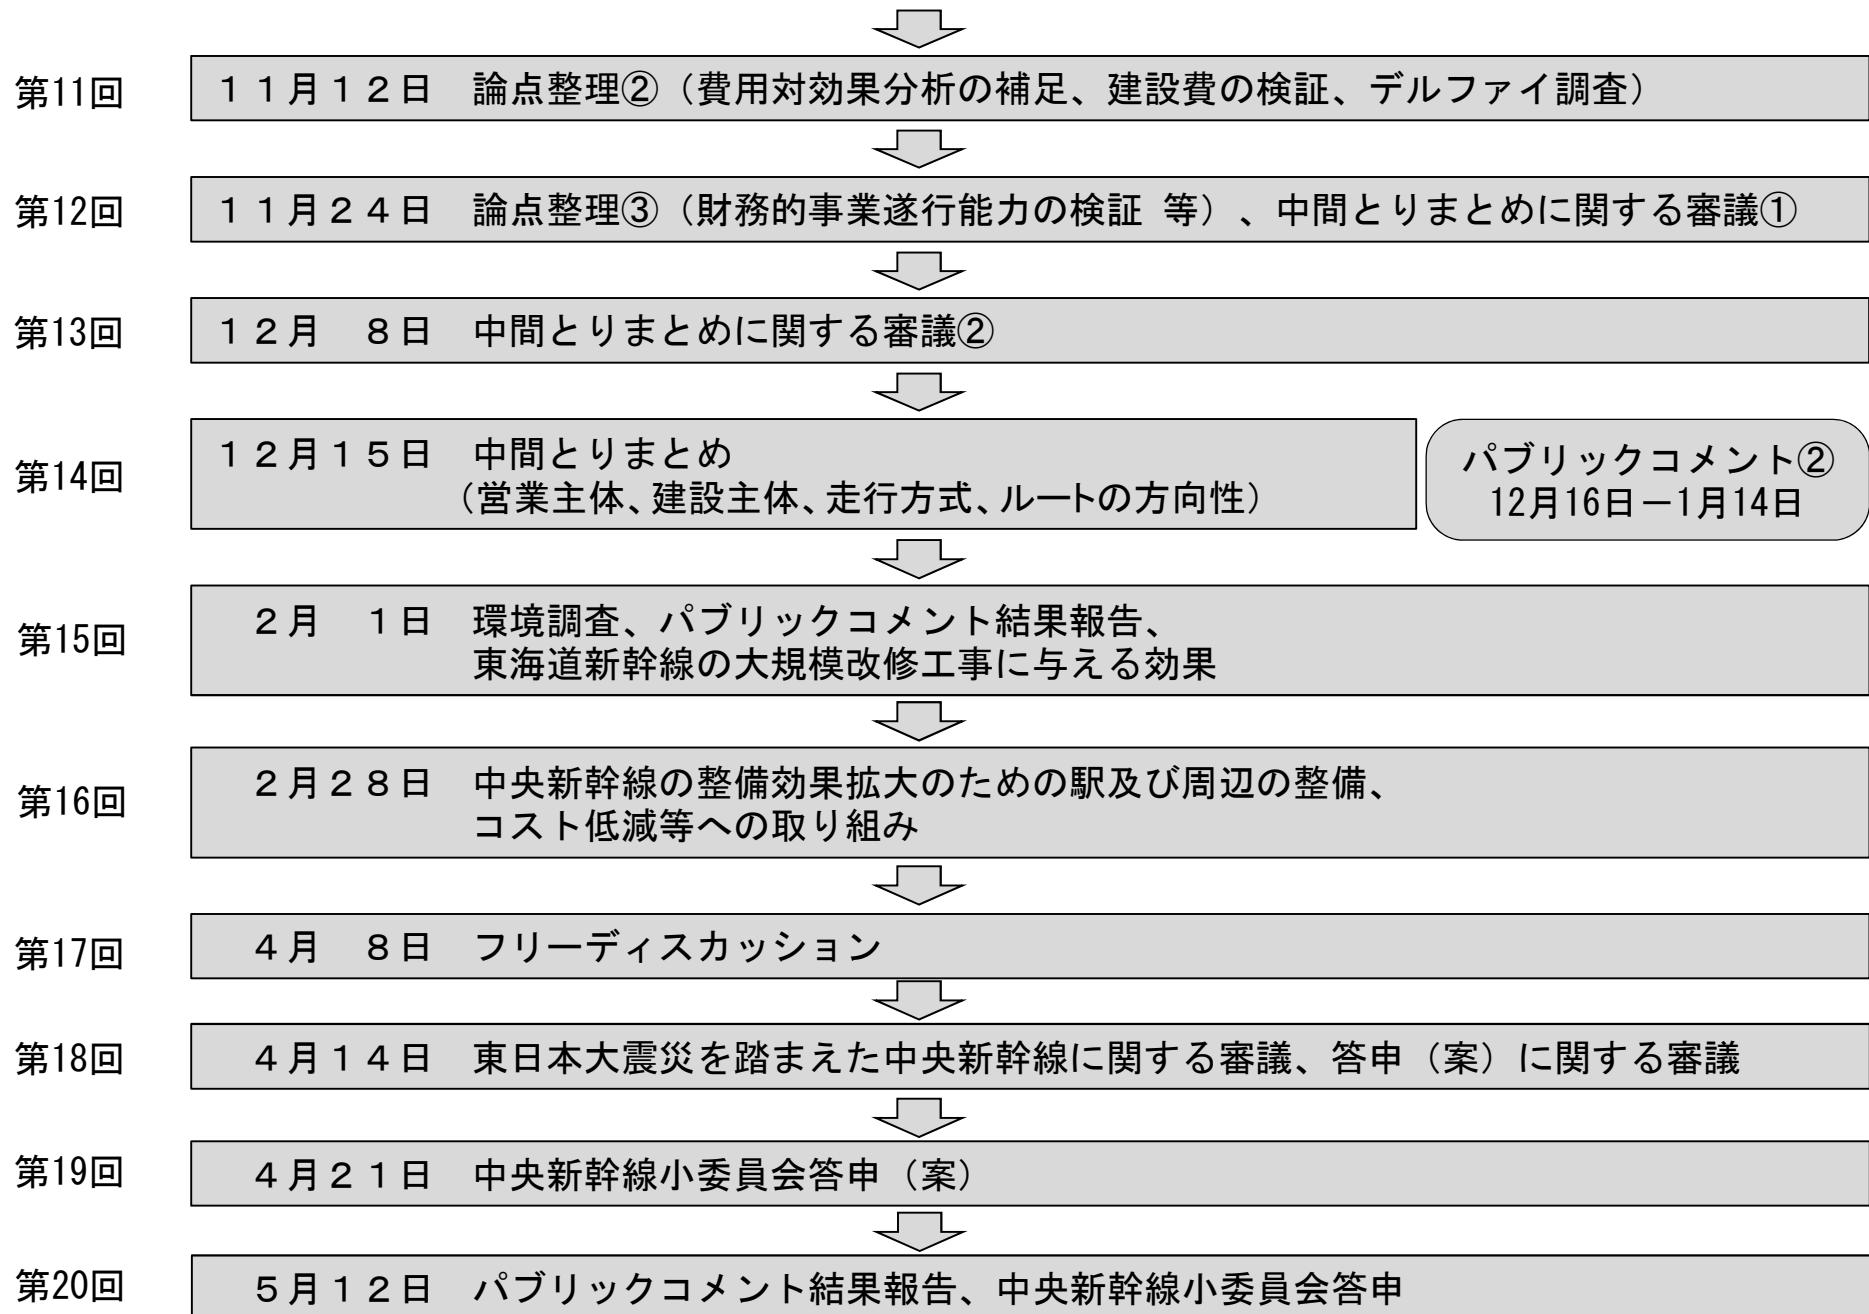 第11回
１１月１２日　論点整理②（費用対効果分析の補足、建設費の検証、デルファイ調査）
第12回
１１月２４日　論点整理③（財務的事業遂行能力の検証 等）、中間とりまとめに関する審議①
第13回
１２月　８日　中間とりまとめに関する審議②
第14回
１２月１５日　中間とりまとめ
（営業主体、建設主体、走行方式、ルートの方向性）
パブリックコメント②
12月16日－1月14日
第15回
２月　１日　環境調査、パブリックコメント結果報告、
東海道新幹線の大規模改修工事に与える効果
第16回
２月２８日　中央新幹線の整備効果拡大のための駅及び周辺の整備、
コスト低減等への取り組み
第17回
４月　８日　フリーディスカッション
第18回
４月１４日　東日本大震災を踏まえた中央新幹線に関する審議、答申（案）に関する審議
第19回
４月２１日　中央新幹線小委員会答申（案）
第20回
５月１２日　パブリックコメント結果報告、中央新幹線小委員会答申